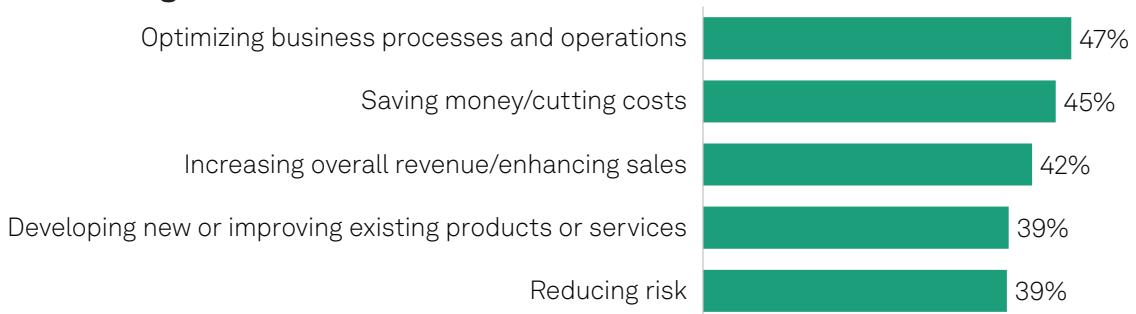 Optimizing business processes and operations 47%
Saving money/cutting costs 45%
Increasing overall revenue/enhancing sales 42%
Developing new or improving existing products or services 39%
Reducing risk 39%